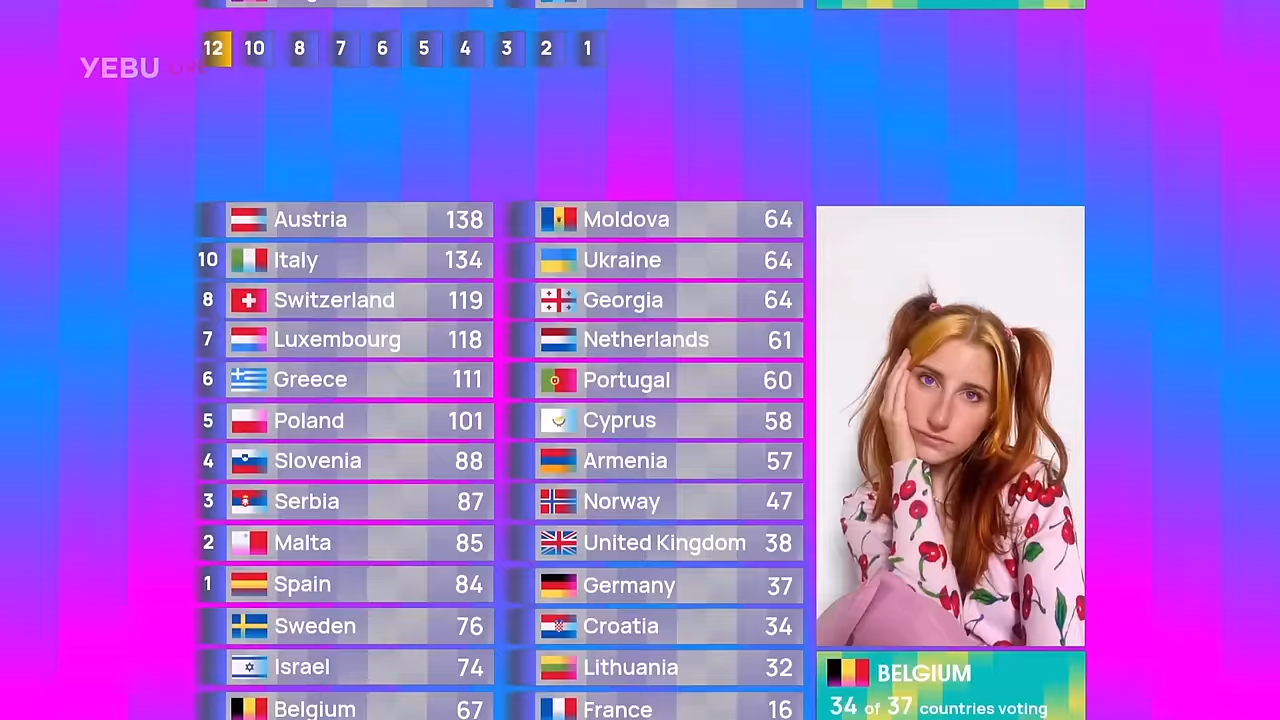 12 10 8 7 6 5 4 3 2 1
YEBU LIVE
Austria 138
10 Italy 134
8 Switzerland 119
7 Luxembourg 118
6 Greece 111
5 Poland 101
4 Slovenia 88
3 Serbia 87
2 Malta 85
1 Spain 84
Sweden 76
Israel 74
Belgium 67
Moldova 64
Ukraine 64
Georgia 64
Netherlands 61
Portugal 60
Cyprus 58
Armenia 57
Norway 47
United Kingdom 38
Germany 37
Croatia 34
Lithuania 32
France 16
BELGIUM
34 of 37 countries voting